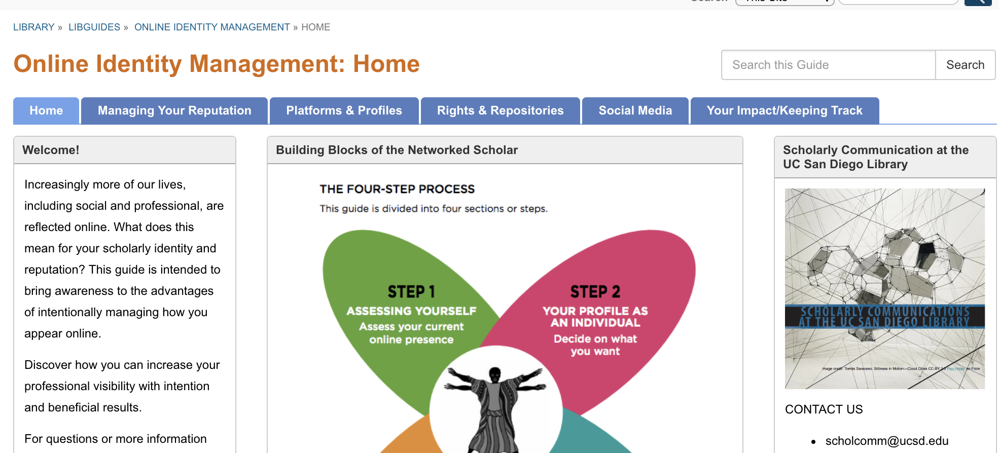 Search This Site
LIBRARY » LIBGUIDES » ONLINE IDENTITY MANAGEMENT » HOME
Online Identity Management: Home
Search this Guide
Search
Home
Managing Your Reputation
Platforms & Profiles
Rights & Repositories
Social Media
Your Impact/Keeping Track
Welcome!
Increasingly more of our lives,
including social and professional, are
reflected online. What does this
mean for your scholarly identity and
reputation? This guide is intended to
bring awareness to the advantages
of intentionally managing how you
appear online.
Discover how you can increase your
professional visibility with intention
and beneficial results.
For questions or more information
Building Blocks of the Networked Scholar
THE FOUR-STEP PROCESS
This guide is divided into four sections or steps.
STEP 1
ASSESSING YOURSELF
Assess your current
online presence
STEP 2
YOUR PROFILE AS
AN INDIVIDUAL
Decide on what
you want
Scholarly Communication at the
UC San Diego Library
SCHOLARLY COMMUNICATIONS
AT THE UC SAN DIEGO LIBRARY
Image credit: Tomás Saraceno, Stillness in Motion—Cloud Cities CC-BY 2.0 Paul Haahr on Flickr
CONTACT US
• scholcomm@ucsd.edu